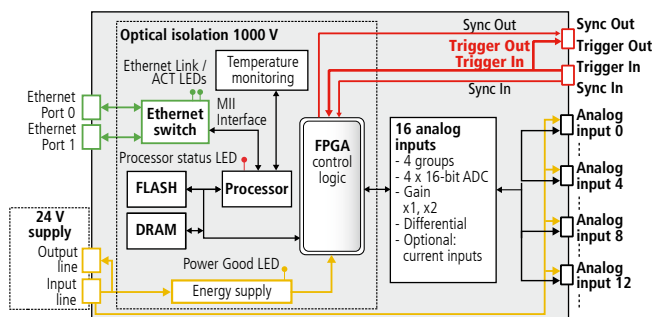 Optical isolation 1000 V
Sync Out
Sync Out
Trigger Out
Trigger Out
Trigger In
Trigger In
Sync In
Sync In
Ethernet Link /
ACT LEDs
Temperature
monitoring
Ethernet
Port 0
Ethernet
Port 1
Ethernet
switch
MII
Interface
Processor status LED
FLASH
Processor
DRAM
FPGA
control
logic
16 analog
inputs
- 4 groups
- 4 x 16-bit ADC
- Gain
x1, x2
- Differential
- Optional:
current inputs
Analog
input 0
Analog
input 4
Analog
input 8
Analog
input 12
24 V
supply
Output
line
Input
line
Power Good LED
Energy supply